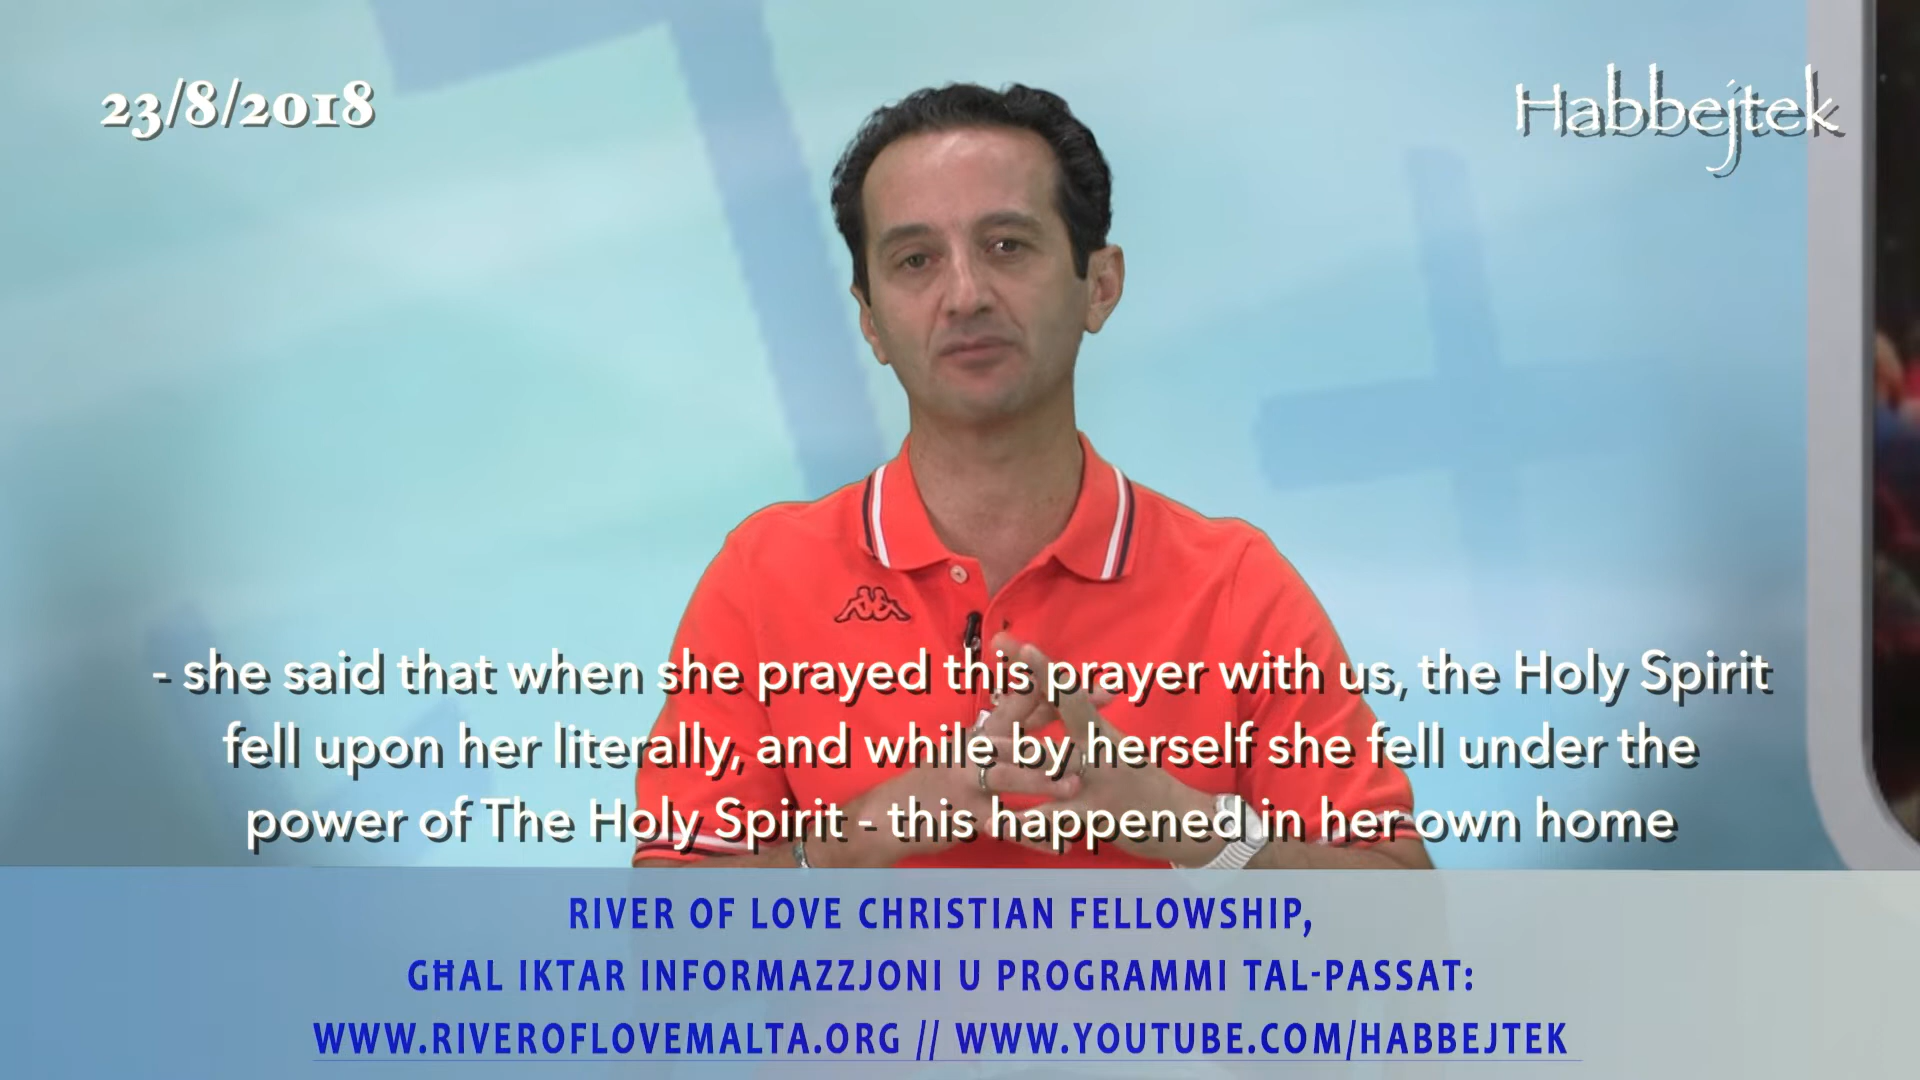 23/8/2018
Habbejtek
- she said that when she prayed this prayer with us, the Holy Spirit
fell upon her literally, and while by herself she fell under the
power of The Holy Spirit - this happened in her own home
RIVER OF LOVE CHRISTIAN FELLOWSHIP,
GĦAL IKTAR INFORMAZZJONI U PROGRAMMI TAL-PASSAT:
WWW.RIVEROFLOVEMALTA.ORG // WWW.YOUTUBE.COM/HABBEJTEK